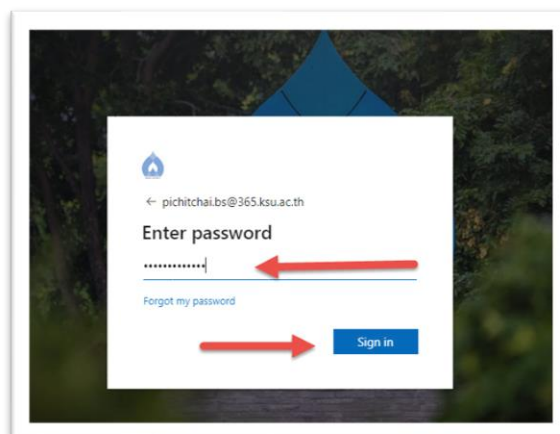 ← pichitchai.bs@365.ksu.ac.th
Enter password
•••••••••••••
Forgot my password
Sign in